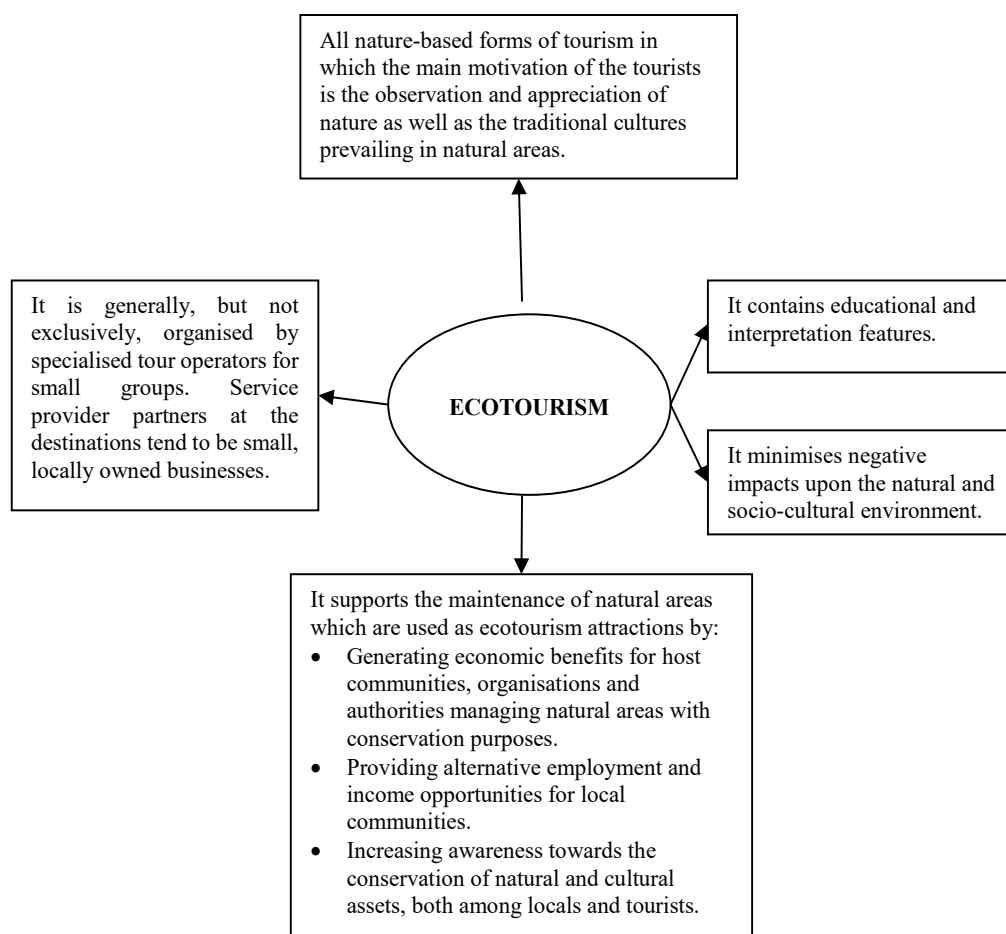 All nature-based forms of tourism in
which the main motivation of the tourists
is the observation and appreciation of
nature as well as the traditional cultures
prevailing in natural areas.
It is generally, but not
exclusively, organised by
specialised tour operators for
small groups. Service
provider partners at the
destinations tend to be small,
locally owned businesses.
ECOTOURISM
It contains educational and
interpretation features.
It minimises negative
impacts upon the natural and
socio-cultural environment.
It supports the maintenance of natural areas
which are used as ecotourism attractions by:
• Generating economic benefits for host
communities, organisations and
authorities managing natural areas with
conservation purposes.
• Providing alternative employment and
income opportunities for local
communities.
• Increasing awareness towards the
conservation of natural and cultural
assets, both among locals and tourists.